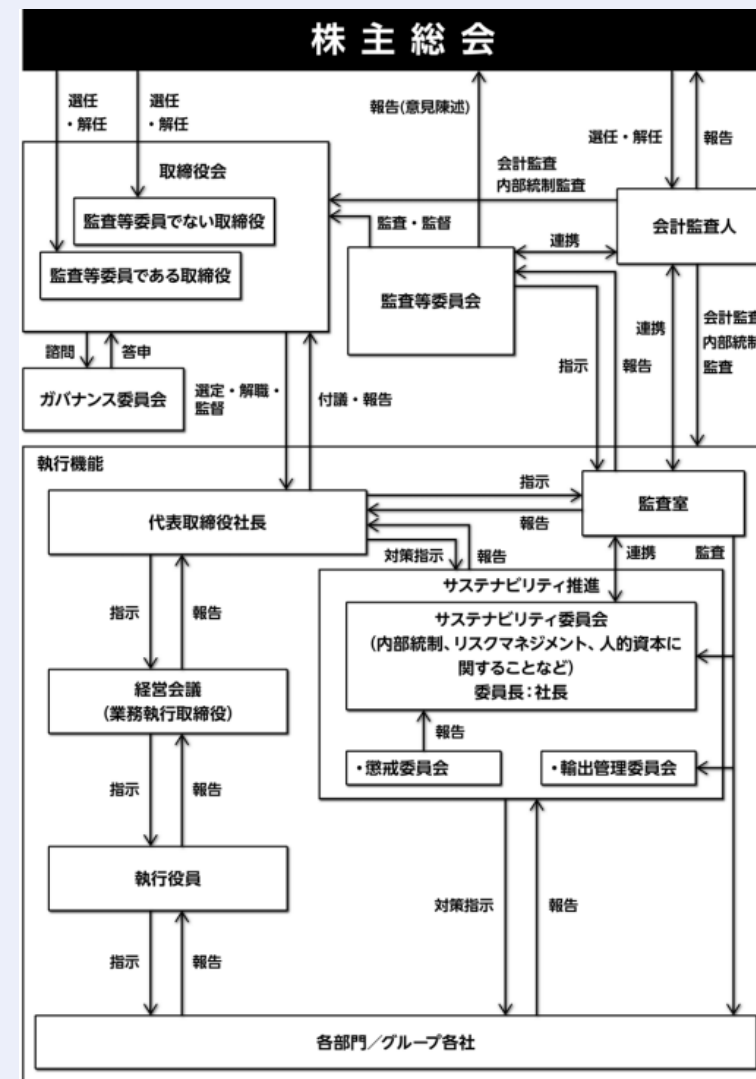 株主総会
選任
・解任
選任
・解任
報告(意見陳述)
選任・解任
報告
取締役会
監査等委員でない取締役
監査等委員である取締役
会計監査
内部統制監査
会計監査人
監査・監督
連携
監査等委員会
諮問
答申
ガバナンス委員会
選定・解職・
監督
付議・報告
指示
報告
連携
会計監査
内部統制
監査
執行機能
代表取締役社長
指示
報告
監査室
対策指示
報告
連携
監査
指示
報告
サステナビリティ推進
サステナビリティ委員会
(内部統制、リスクマネジメント、人的資本に
関することなど)
委員長:社長
経営会議
(業務執行取締役)
報告
・懲戒委員会
・輸出管理委員会
指示
報告
執行役員
対策指示
報告
指示
報告
各部門/グループ各社